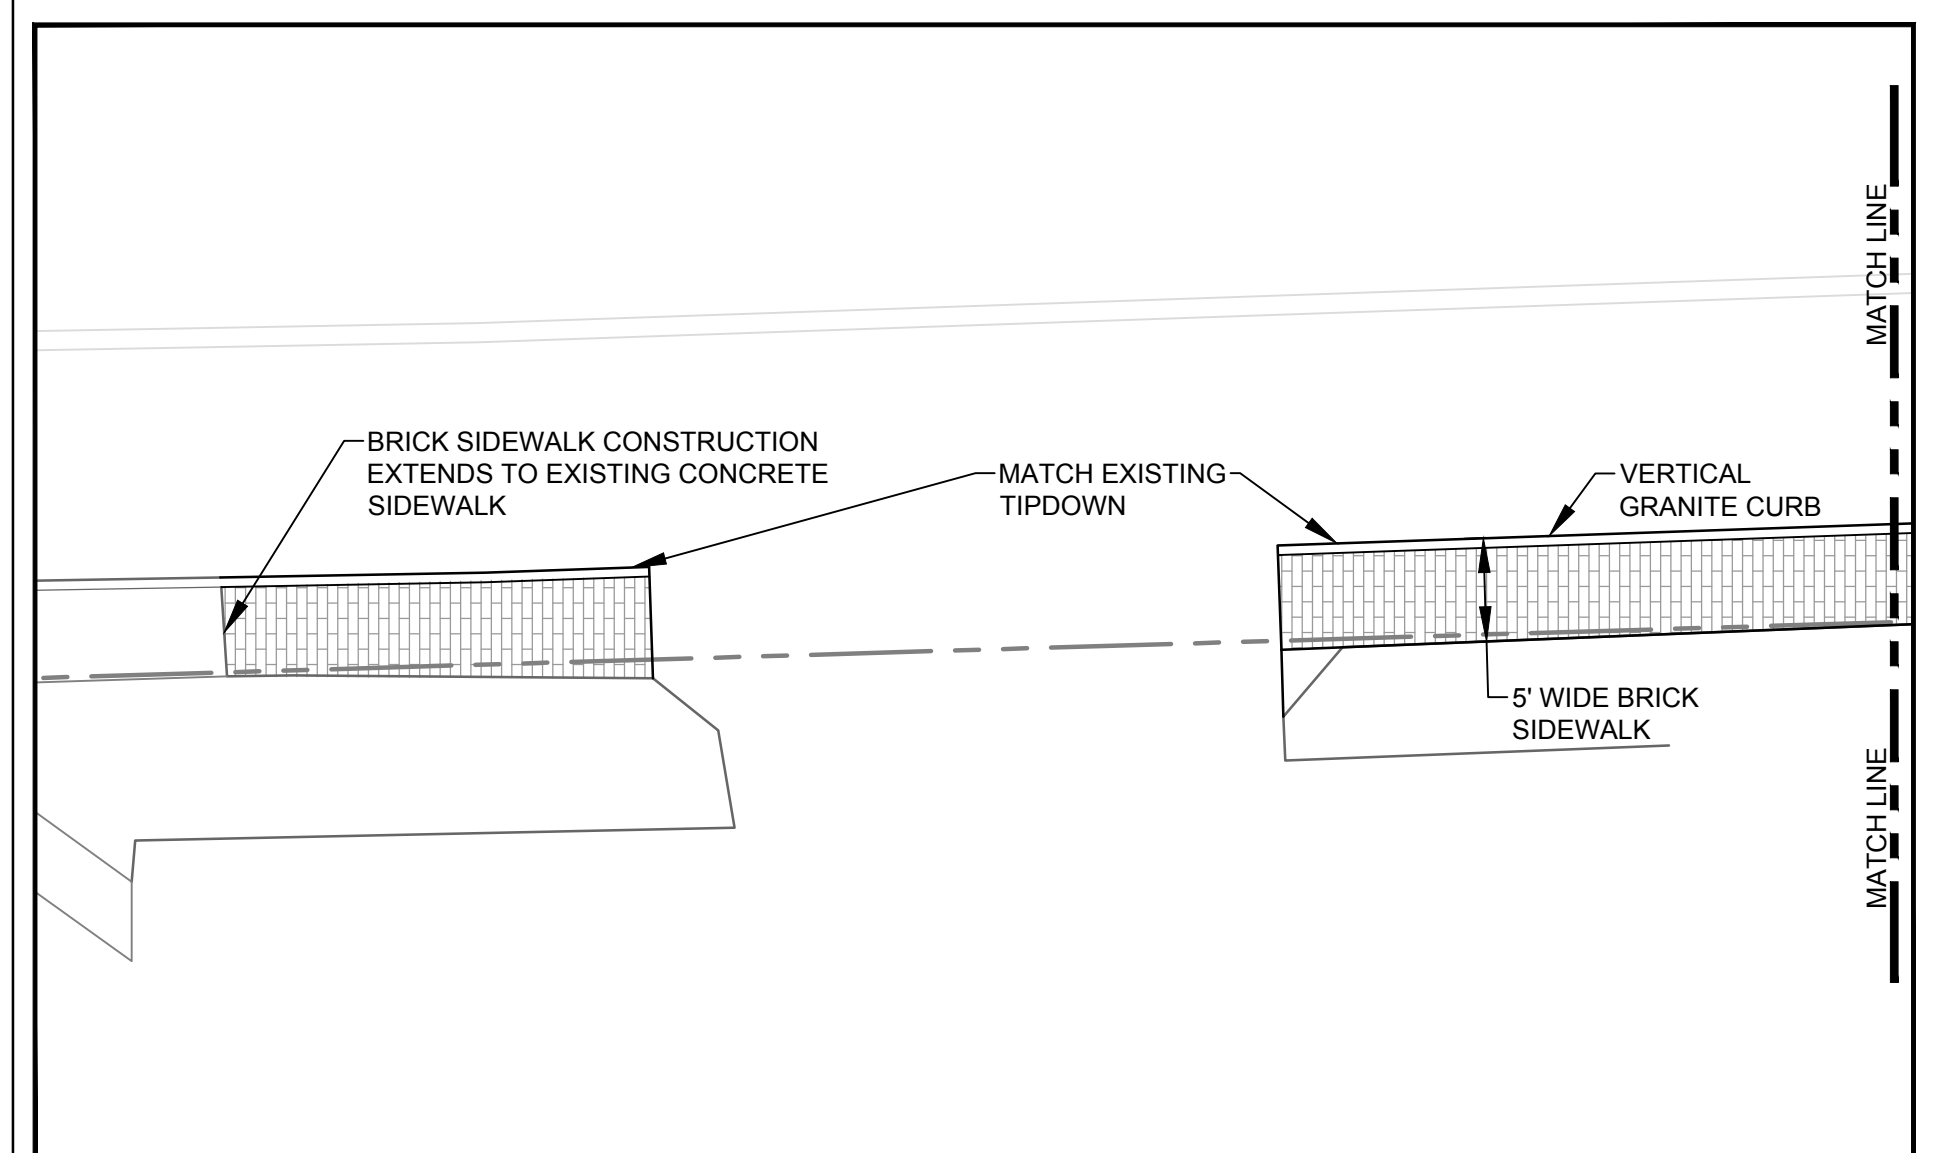 MATCH LINE
BRICK SIDEWALK CONSTRUCTION
EXTENDS TO EXISTING CONCRETE
SIDEWALK
MATCH EXISTING
TIPDOWN
VERTICAL
GRANITE CURB
5' WIDE BRICK
SIDEWALK
MATCH LINE